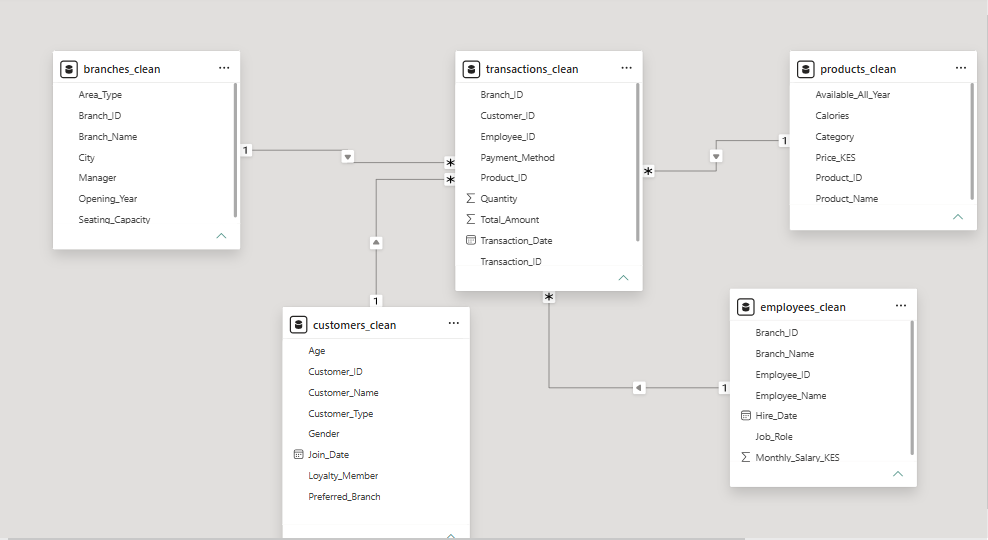 branches_clean
Area_Type
Branch_ID
Branch_Name
City
Manager
Opening_Year
Seating_Capacity
transactions_clean
Branch_ID
Customer_ID
Employee_ID
Payment_Method
Product_ID
Σ Quantity
Σ Total_Amount
Transaction_Date
Transaction_ID
products_clean
Available_All_Year
Calories
Category
Price_KES
Product_ID
Product_Name
1
*
*
*
1
1
*
customers_clean
Age
Customer_ID
Customer_Name
Customer_Type
Gender
Join_Date
Loyalty_Member
Preferred_Branch
employees_clean
Branch_ID
Branch_Name
Employee_ID
Employee_Name
Hire_Date
Job_Role
Σ Monthly_Salary_KES
1